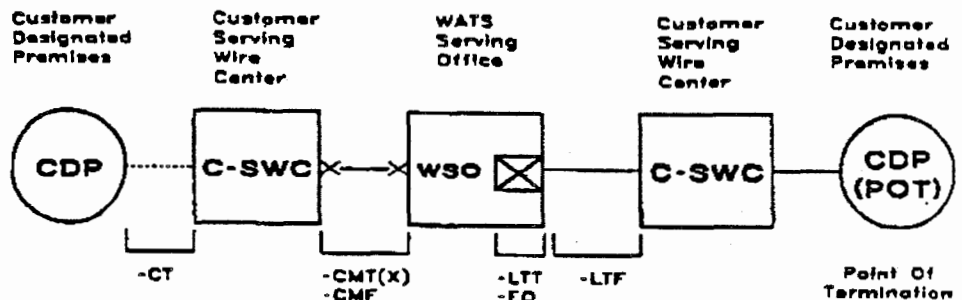 Customer
Designated
Premises
Customer
Serving
Wire
Center
WATS
Serving
Office
Customer
Serving
Wire
Center
Customer
Designated
Premises
CDP
C-SWC
WSO
C-SWC
CDP
(POT)
-CT
-CMT(X)
-CMF
-LTT
-EO
-LTF
Point Of
Termination